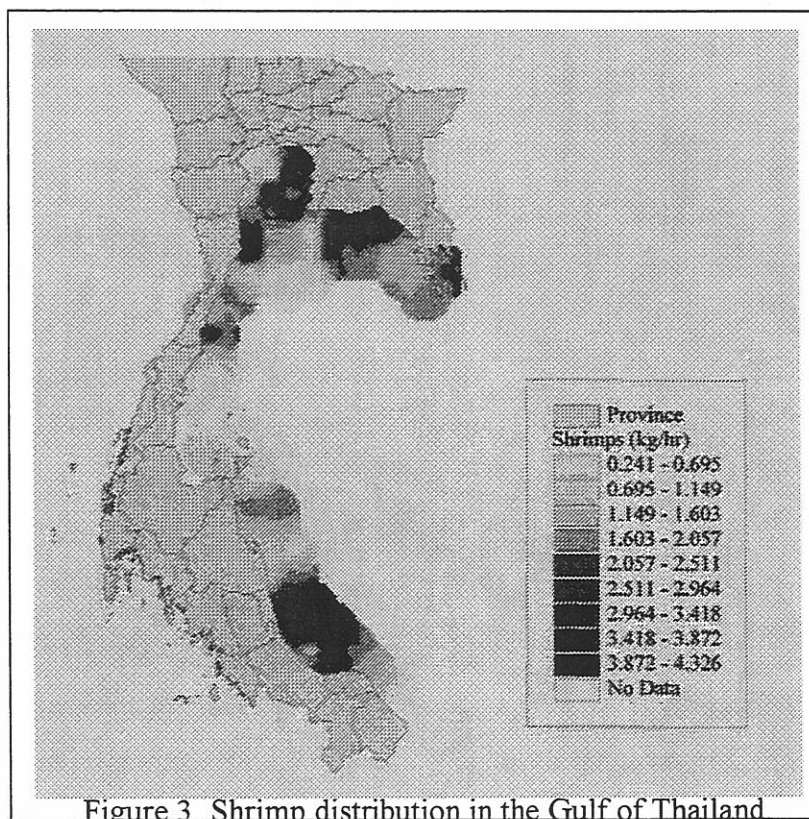 Province
Shrimps (kg/hr)
0.241 - 0.695
0.695 - 1.149
1.149 - 1.603
1.603 - 2.057
2.057 - 2.511
2.511 - 2.964
2.964 - 3.418
3.418 - 3.872
3.872 - 4.326
No Data
Figure 3 Shrimp distribution in the Gulf of Thailand